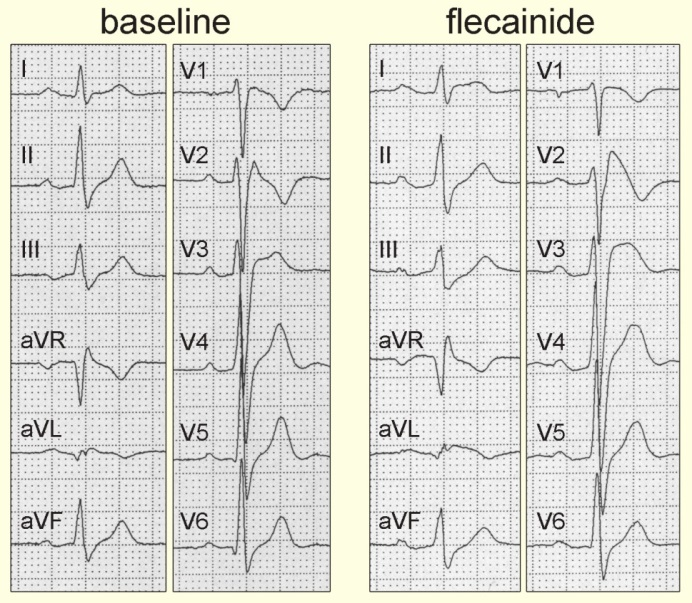 baseline
flecainide
I
V1
II
V2
III
V3
aVR
V4
aVL
V5
aVF
V6
I
V1
II
V2
III
V3
aVR
V4
aVL
V5
aVF
V6